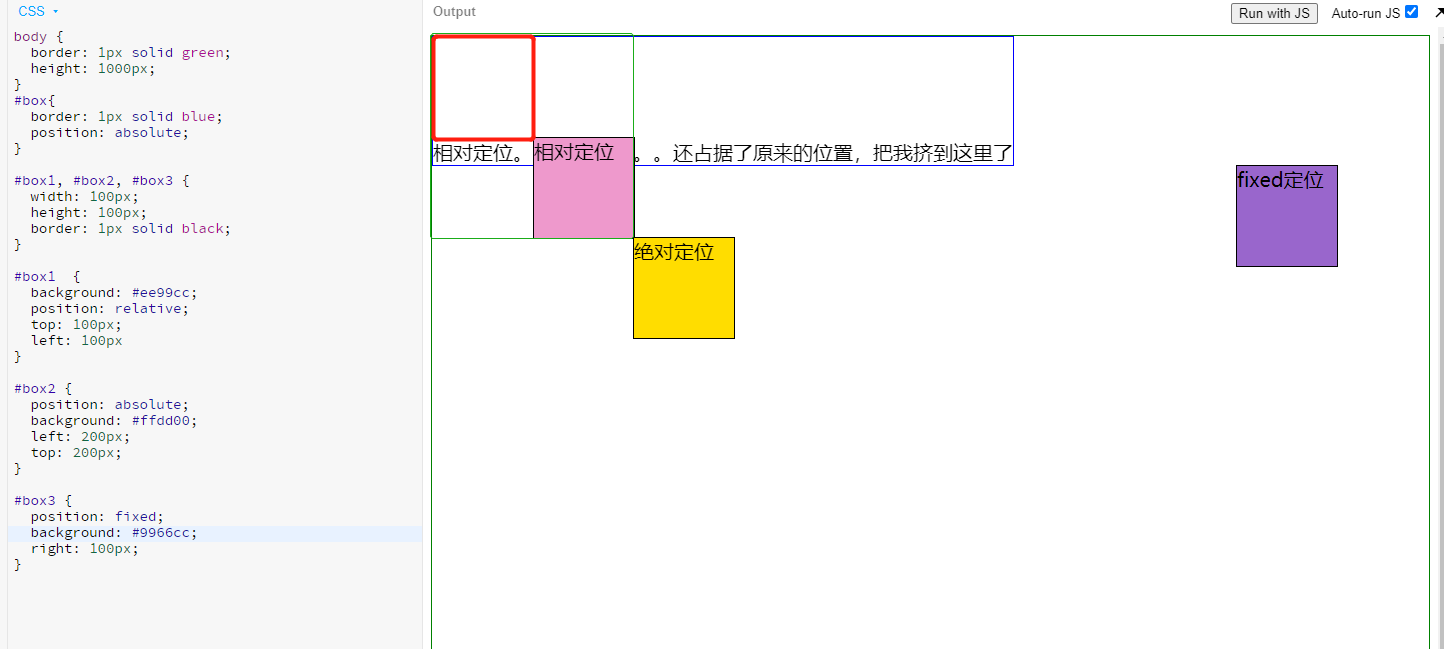 CSS
Output
Run with JS
Auto-run JS
body {
border: 1px solid green;
height: 1000px;
}
#box{
border: 1px solid blue;
position: absolute;
}
#box1, #box2, #box3 {
width: 100px;
height: 100px;
border: 1px solid black;
}
#box1  {
background: #ee99cc;
position: relative;
top: 100px;
left: 100px
}
#box2 {
position: absolute;
background: #ffdd00;
left: 200px;
top: 200px;
}
#box3 {
position: fixed;
background: #9966cc;
right: 100px;
}
相对定位。
相对定位
。。还占据了原来的位置，把我挤到这里了
fixed定位
绝对定位